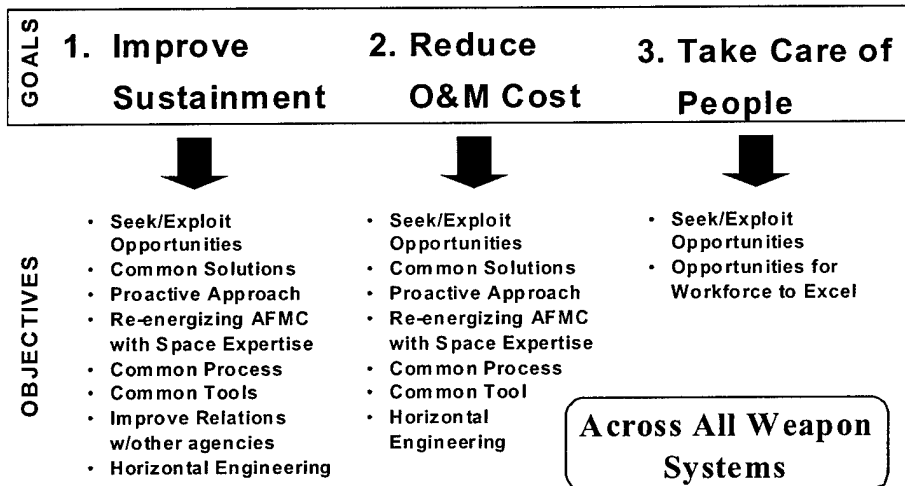 GOALS
1. Improve
Sustainment
2. Reduce
O&M Cost
3. Take Care of
People
OBJECTIVES
• Seek/Exploit
Opportunities
• Common Solutions
• Proactive Approach
• Re-energizing AFMC
with Space Expertise
• Common Process
• Common Tools
• Improve Relations
w/other agencies
• Horizontal Engineering
• Seek/Exploit
Opportunities
• Common Solutions
• Proactive Approach
• Re-energizing AFMC
with Space Expertise
• Common Process
• Common Tool
• Horizontal
Engineering
• Seek/Exploit
Opportunities
• Opportunities for
Workforce to Excel
Across All Weapon
Systems